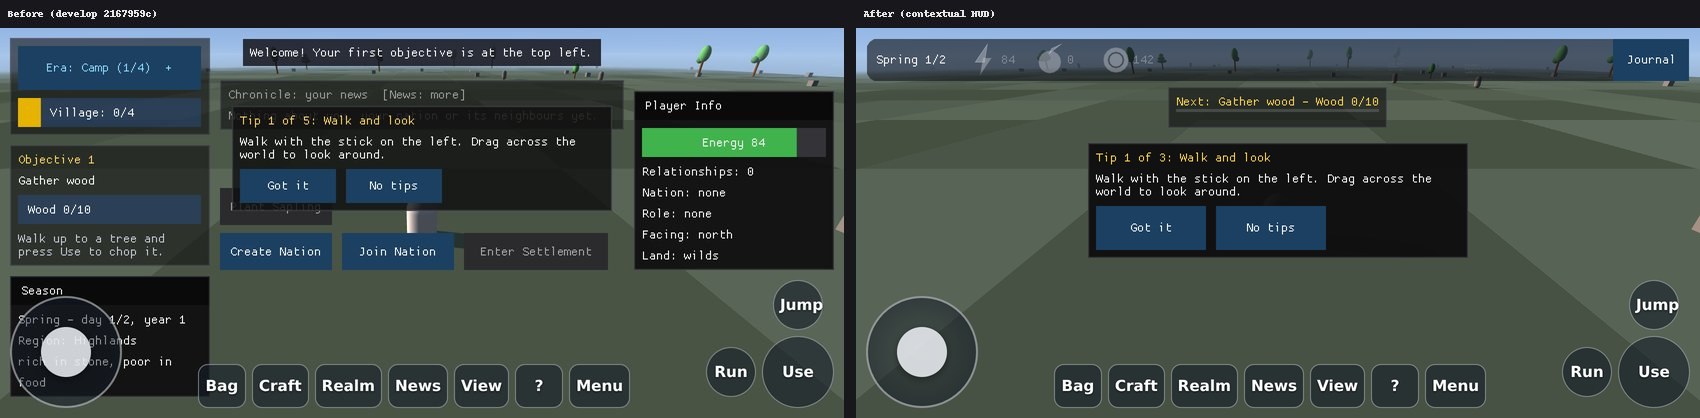 Before (develop 2167959c)
Era: Camp (1/4) +
Village: 0/4
Objective 1
Gather wood
Wood 0/10
Walk up to a tree and
press Use to chop it.
Season
Spring - day 1/2, year 1
Region: Highlands
rich in stone, poor in
food
Welcome! Your first objective is at the top left.
Chronicle: your news [News: more]
Tip 1 of 5: Walk and look
Walk with the stick on the left. Drag across the
world to look around.
Got it
No tips
Plant Sapling
Create Nation
Join Nation
Enter Settlement
Player Info
Energy 84
Relationships: 0
Nation: none
Role: none
Facing: north
Land: wilds
Jump
Run
Use
Bag
Craft
Realm
News
View
?
Menu
After (contextual HUD)
Spring 1/2
84
0
142
Journal
Next: Gather wood - Wood 0/10
Tip 1 of 3: Walk and look
Walk with the stick on the left. Drag across the
world to look around.
Got it
No tips
Jump
Run
Use
Bag
Craft
Realm
News
View
?
Menu